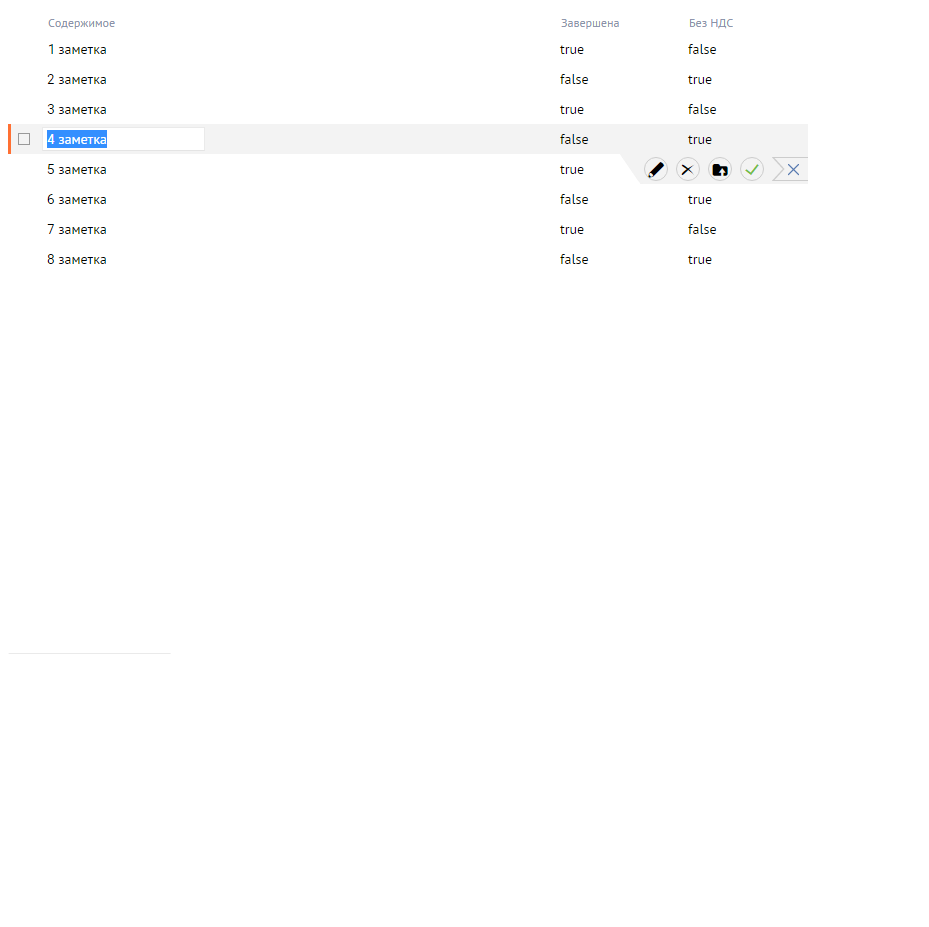 Содержимое Завершена Без НДС
1 заметка true false
2 заметка false true
3 заметка true false
4 заметка false true
5 заметка true
6 заметка false true
7 заметка true false
8 заметка false true